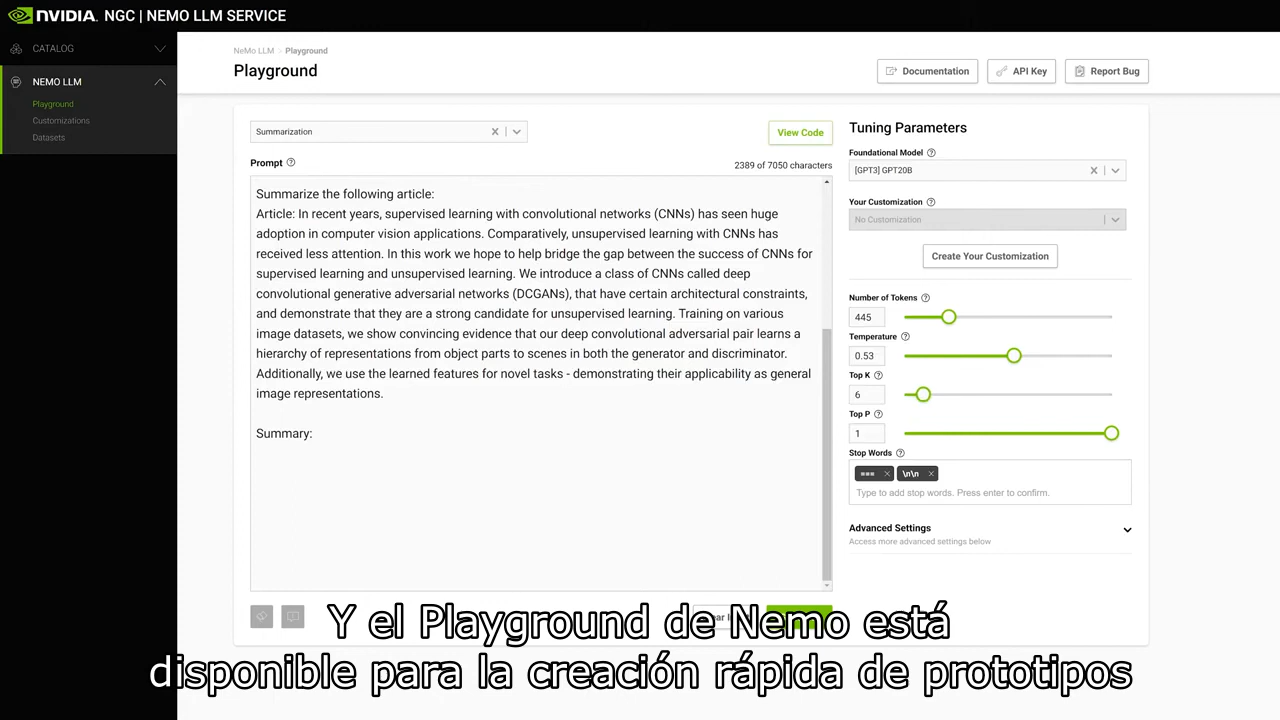 NVIDIA. NGC | NEMO LLM SERVICE
CATALOG
NEMO LLM
Playground
Customizations
Datasets
NeMo LLM > Playground
Playground
Documentation
API Key
Report Bug
Summarization
View Code
Prompt
2389 of 7050 characters
Summarize the following article:
Article: In recent years, supervised learning with convolutional networks (CNNs) has seen huge
adoption in computer vision applications. Comparatively, unsupervised learning with CNNs has
received less attention. In this work we hope to help bridge the gap between the success of CNNs for
supervised learning and unsupervised learning. We introduce a class of CNNs called deep
convolutional generative adversarial networks (DCGANs), that have certain architectural constraints,
and demonstrate that they are a strong candidate for unsupervised learning. Training on various
image datasets, we show convincing evidence that our deep convolutional adversarial pair learns a
hierarchy of representations from object parts to scenes in both the generator and discriminator.
Additionally, we use the learned features for novel tasks - demonstrating their applicability as general
image representations.
Summary:
Tuning Parameters
Foundational Model
[GPT3] GPT20B
Your Customization
No Customization
Create Your Customization
Number of Tokens
445
Temperature
0.53
Top K
6
Top P
1
Stop Words
=== \n\n
Type to add stop words. Press enter to confirm.
Advanced Settings
Access more advanced settings below
Y el Playground de Nemo está
disponible para la creación rápida de prototipos